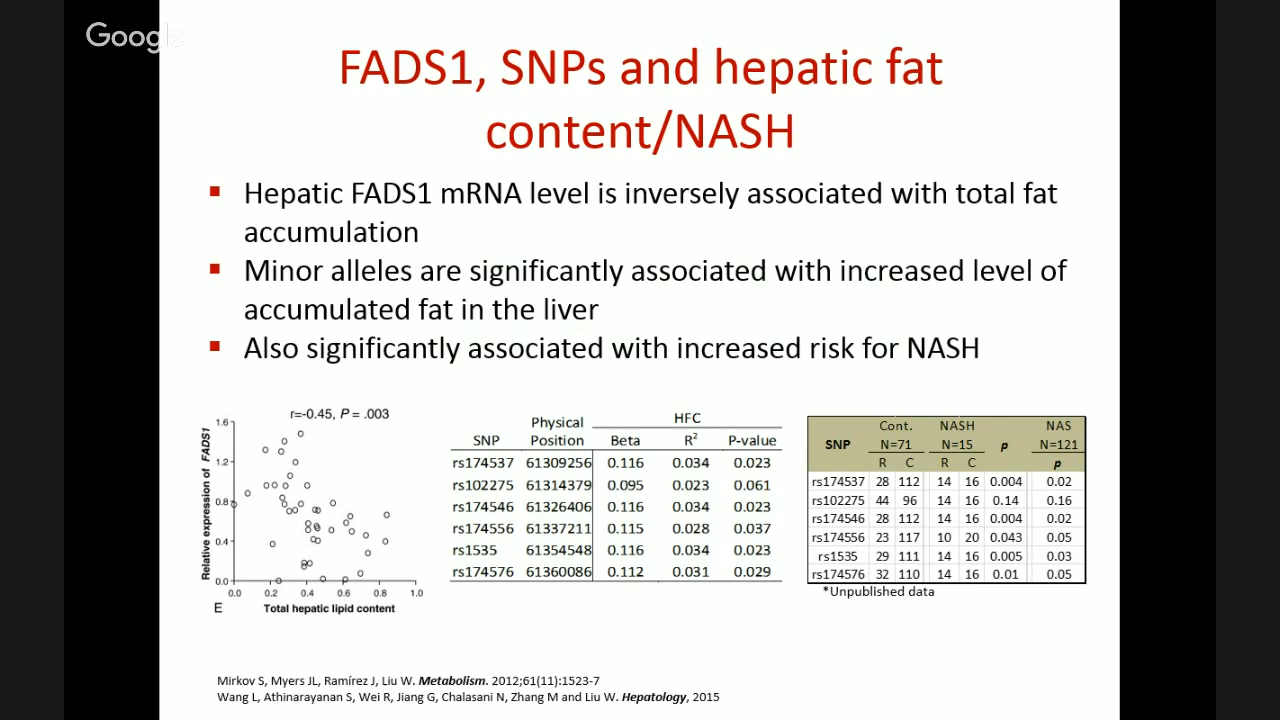 Google
FADS1, SNPs and hepatic fat
content/NASH
▪ Hepatic FADS1 mRNA level is inversely associated with total fat
accumulation
▪ Minor alleles are significantly associated with increased level of
accumulated fat in the liver
▪ Also significantly associated with increased risk for NASH
r=-0.45, P = .003
Relative expression of FADS1
1.6
1.2
0.8
0.4
0.0
0.0 0.2 0.4 0.6 0.8 1.0
E Total hepatic lipid content
Physical HFC
SNP Position Beta R² P-value
rs174537 61309256 0.116 0.034 0.023
rs102275 61314379 0.095 0.023 0.061
rs174546 61326406 0.116 0.034 0.023
rs174556 61337211 0.115 0.028 0.037
rs1535 61354548 0.116 0.034 0.023
rs174576 61360086 0.112 0.031 0.029
Cont. NASH NAS
SNP N=71 N=15 p N=121
R C R C p
rs174537 28 112 14 16 0.004 0.02
rs102275 44 96 14 16 0.14 0.16
rs174546 28 112 14 16 0.004 0.02
rs174556 23 117 10 20 0.043 0.05
rs1535 29 111 14 16 0.005 0.03
rs174576 32 110 14 16 0.01 0.05
*Unpublished data
Mirkov S, Myers JL, Ramírez J, Liu W. Metabolism. 2012;61(11):1523-7
Wang L, Athinarayanan S, Wei R, Jiang G, Chalasani N, Zhang M and Liu W. Hepatology, 2015